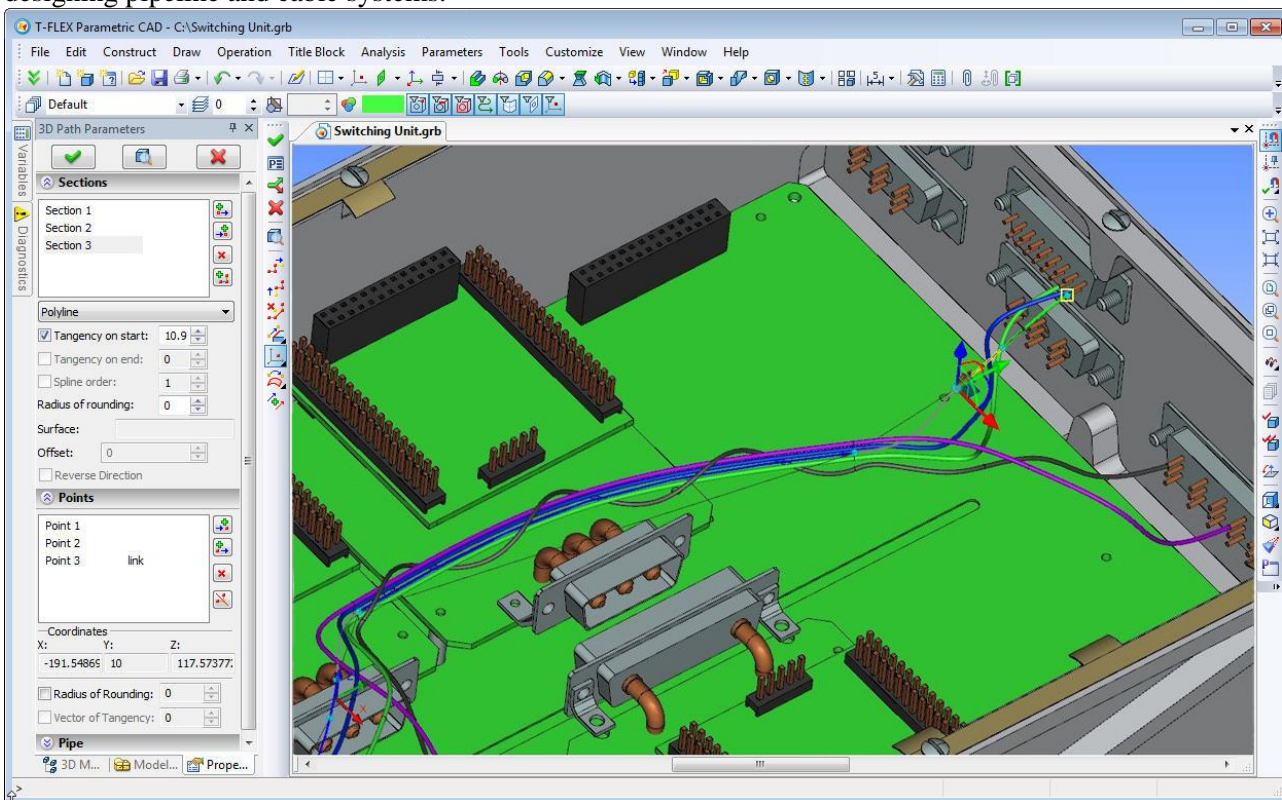 designing pipeline and cable systems.
T-FLEX Parametric CAD - C:\Switching Unit.grb
File Edit Construct Draw Operation Title Block Analysis Parameters Tools Customize View Window Help
Default 0
3D Path Parameters
Switching Unit.grb
Variables
Diagnostics
Sections
Section 1
Section 2
Section 3
Polyline
Tangency on start: 10.9
Tangency on end: 0
Spline order: 1
Radius of rounding: 0
Surface:
Offset: 0
Reverse Direction
Points
Point 1
Point 2
Point 3 link
Coordinates
X: Y: Z:
-191.54869 10 117.57377
Radius of Rounding: 0
Vector of Tangency: 0
Pipe
3D M... Model... Prope...